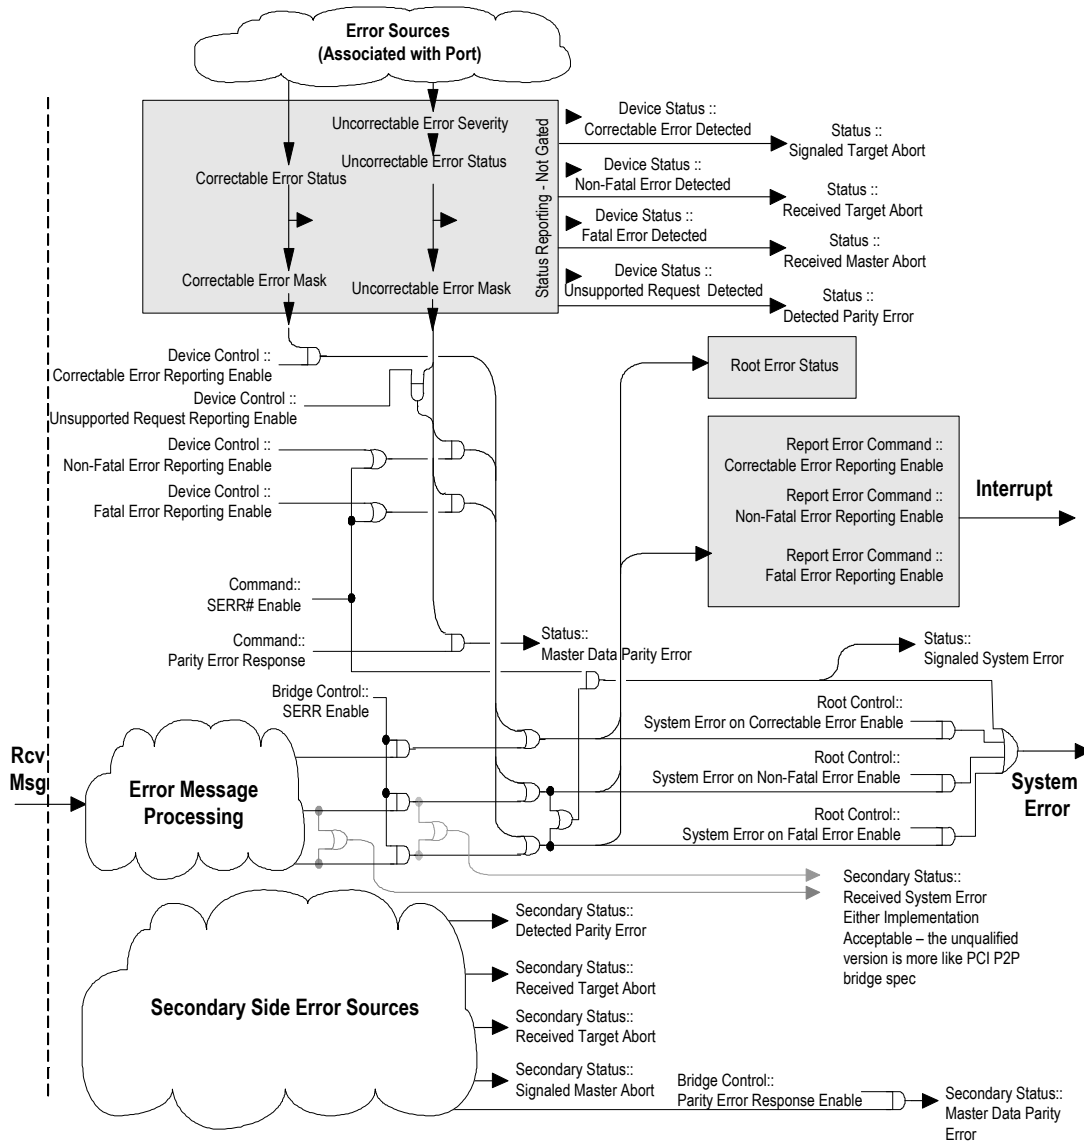 Error Sources
(Associated with Port)
Uncorrectable Error Severity
Uncorrectable Error Status
Correctable Error Status
Correctable Error Mask
Uncorrectable Error Mask
Status Reporting - Not Gated
Device Status ::
Correctable Error Detected
Status ::
Signaled Target Abort
Device Status ::
Non-Fatal Error Detected
Status ::
Received Target Abort
Device Status ::
Fatal Error Detected
Status ::
Received Master Abort
Device Status ::
Unsupported Request Detected
Status ::
Detected Parity Error
Device Control ::
Correctable Error Reporting Enable
Device Control ::
Unsupported Request Reporting Enable
Device Control ::
Non-Fatal Error Reporting Enable
Device Control ::
Fatal Error Reporting Enable
Root Error Status
Report Error Command ::
Correctable Error Reporting Enable
Report Error Command ::
Non-Fatal Error Reporting Enable
Report Error Command ::
Fatal Error Reporting Enable
Interrupt
Command::
SERR# Enable
Command::
Parity Error Response
Status::
Master Data Parity Error
Status::
Signaled System Error
Bridge Control::
SERR Enable
Root Control::
System Error on Correctable Error Enable
Root Control::
System Error on Non-Fatal Error Enable
Root Control::
System Error on Fatal Error Enable
System
Error
Rcv
Msg
Error Message
Processing
Secondary Status::
Received System Error
Either Implementation
Acceptable – the unqualified
version is more like PCI P2P
bridge spec
Secondary Side Error Sources
Secondary Status::
Detected Parity Error
Secondary Status::
Received Target Abort
Secondary Status::
Received Target Abort
Secondary Status::
Signaled Master Abort
Bridge Control::
Parity Error Response Enable
Secondary Status::
Master Data Parity
Error